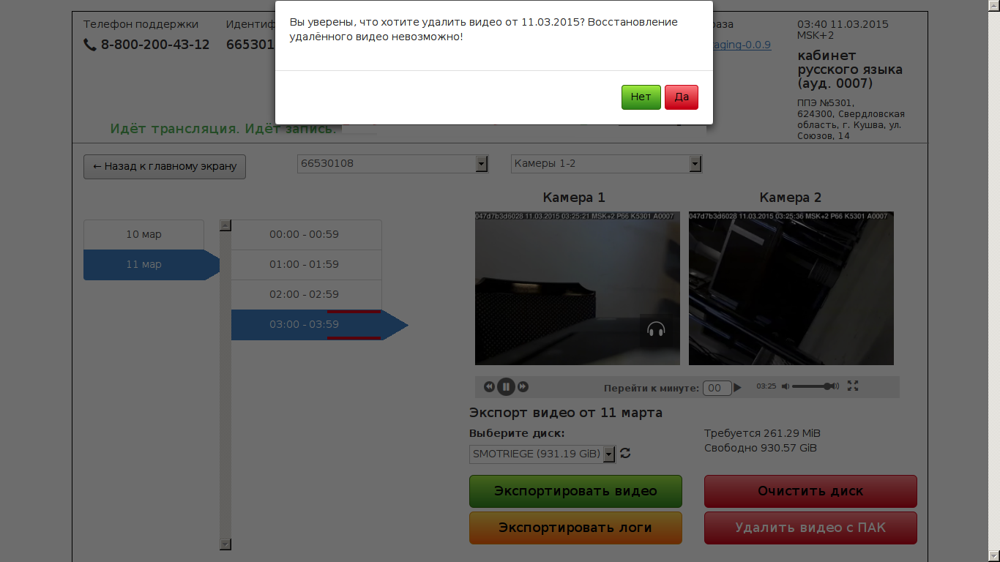 Вы уверены, что хотите удалить видео от 11.03.2015? Восстановление
удалённого видео невозможно!
Нет Да
Телефон поддержки
8-800-200-43-12
665301
aging-0.0.9
03:40 11.03.2015
MSK+2
кабинет
русского языка
(ауд. 0007)
ППЭ №5301,
624300, Свердловская
область, г. Кушва, ул.
Союзов, 14
Идёт трансляция. Идёт запись.
← Назад к главному экрану
66530108
Камеры 1-2
Камера 1
Камера 2
10 мар
11 мар
00:00 - 00:59
01:00 - 01:59
02:00 - 02:59
03:00 - 03:59
047d7b3d6028 11.03.2015 03:25:21 MSK+2 P66 K5301 A0007
047d7b3d6028 11.03.2015 03:25:36 MSK+2 P66 K5301 A0007
Перейти к минуте: 00
03:25
Экспорт видео от 11 марта
Выберите диск:
SMOTRIEGE (931.19 GiB)
Требуется 261.29 MiB
Свободно 930.57 GiB
Экспортировать видео
Очистить диск
Экспортировать логи
Удалить видео с ПАК